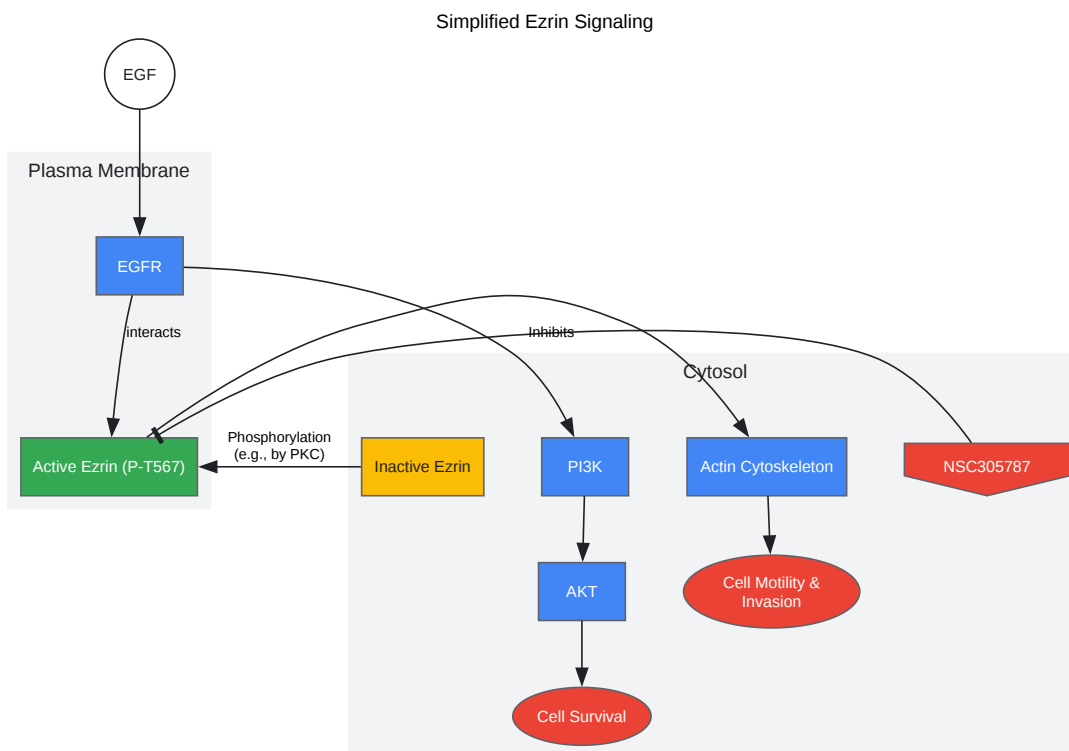 Simplified Ezrin Signaling
EGF
Plasma Membrane
EGFR
interacts
Inhibits
Cytosol
Phosphorylation
(e.g., by PKC)
Active Ezrin (P-T567)
Inactive Ezrin
PI3K
Actin Cytoskeleton
NSC305787
AKT
Cell Motility &
Invasion
Cell Survival